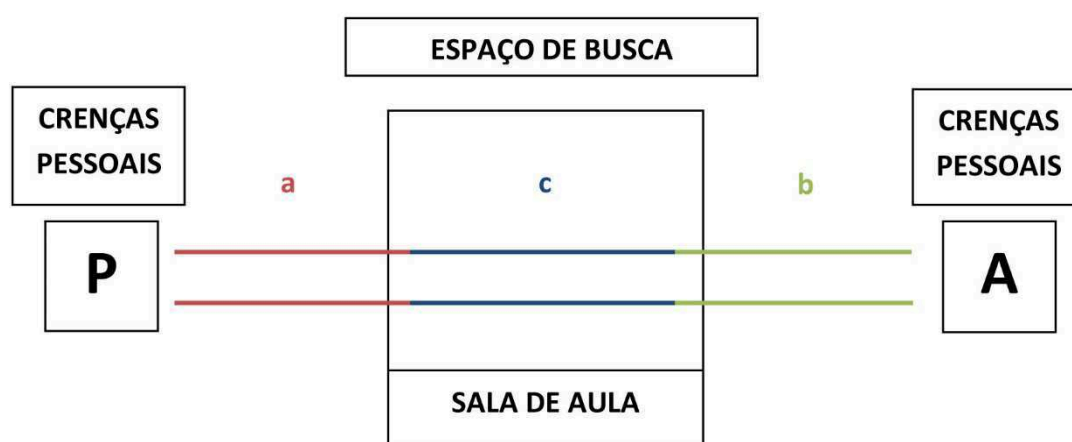 ESPAÇO DE BUSCA
CRENÇAS
PESSOAIS
CRENÇAS
PESSOAIS
a
c
b
P
A
SALA DE AULA